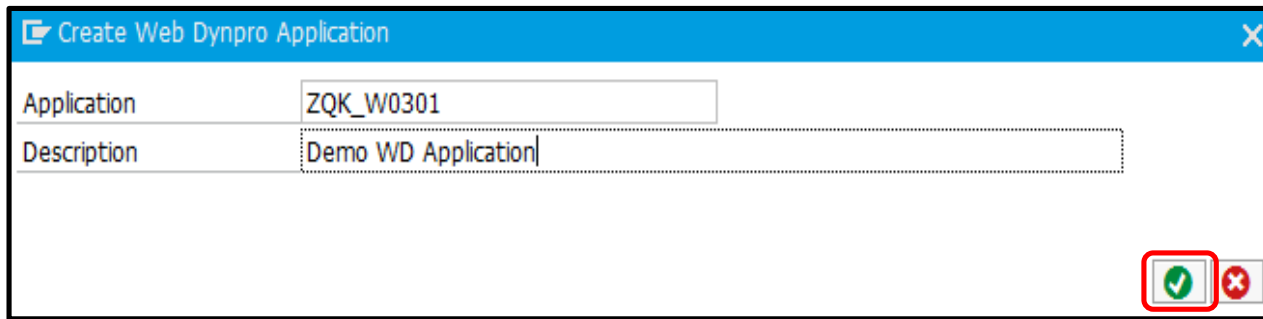 Create Web Dynpro Application
Application ZQK_W0301
Description Demo WD Application